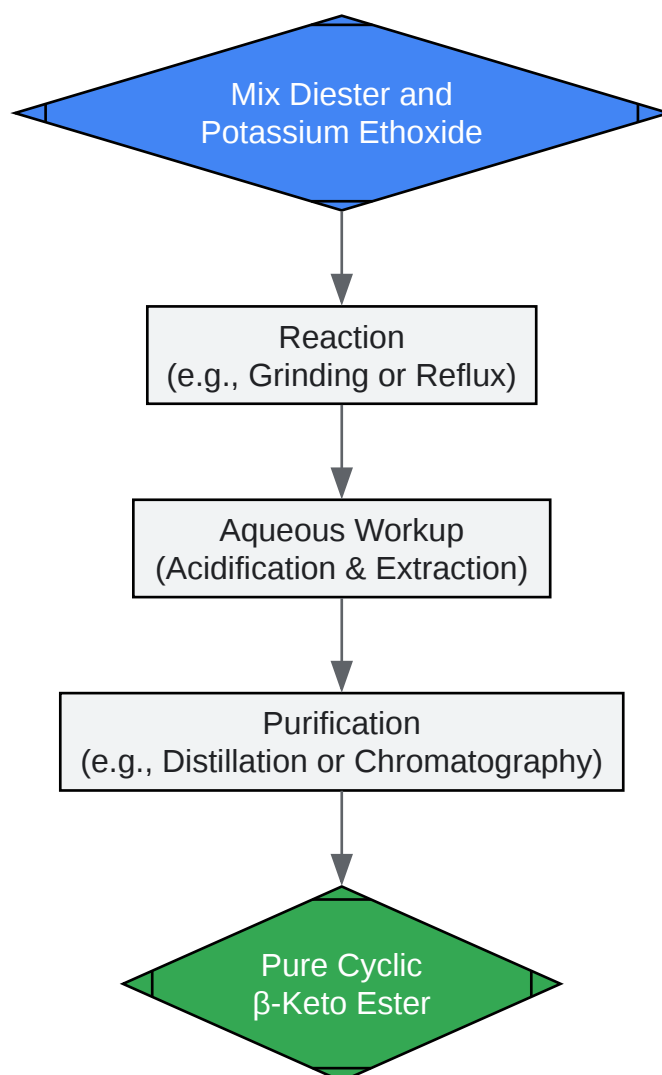 Mix Diester and
Potassium Ethoxide
Reaction
(e.g., Grinding or Reflux)
Aqueous Workup
(Acidification & Extraction)
Purification
(e.g., Distillation or Chromatography)
Pure Cyclic
β-Keto Ester